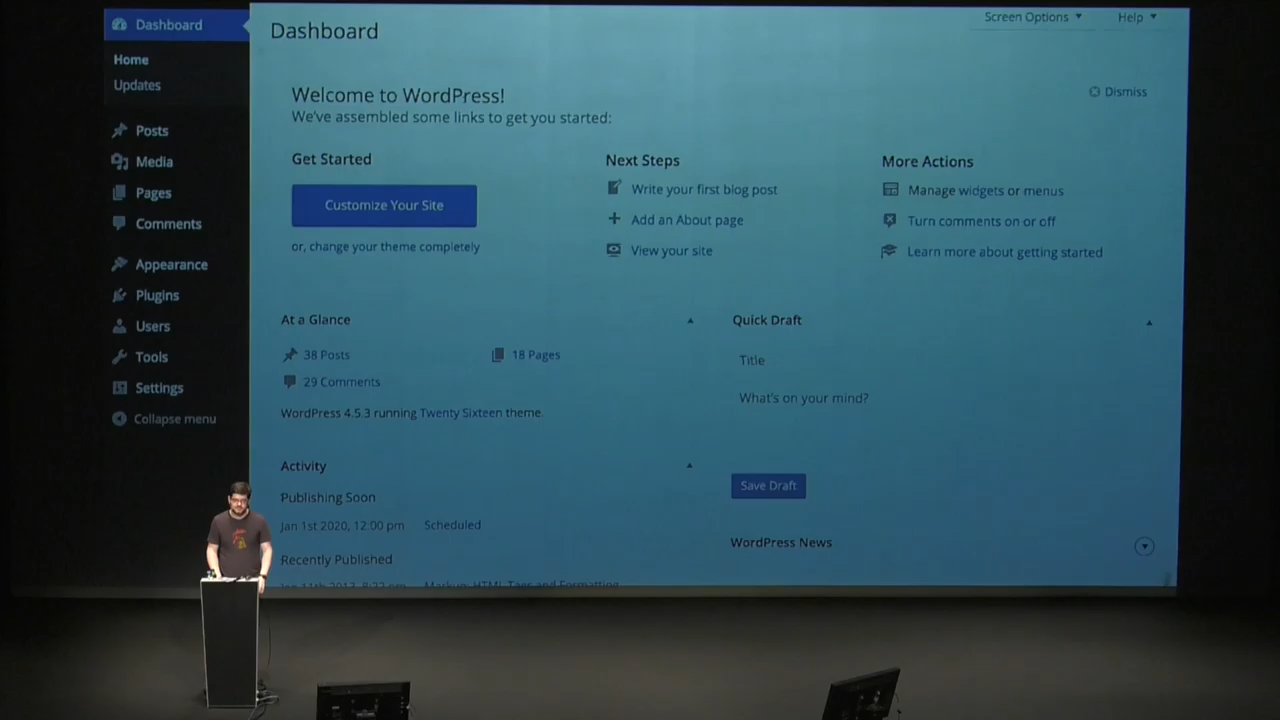 Dashboard
Home
Updates
Posts
Media
Pages
Comments
Appearance
Plugins
Users
Tools
Settings
Collapse menu
Dashboard
Screen Options
Help
Welcome to WordPress!
We've assembled some links to get you started:
Dismiss
Get Started
Customize Your Site
or, change your theme completely
Next Steps
Write your first blog post
Add an About page
View your site
More Actions
Manage widgets or menus
Turn comments on or off
Learn more about getting started
At a Glance
38 Posts
18 Pages
29 Comments
WordPress 4.5.3 running Twenty Sixteen theme.
Activity
Publishing Soon
Jan 1st 2020, 12:00 pm Scheduled
Recently Published
Markup: HTML Tags and Formatting
Quick Draft
Title
What's on your mind?
Save Draft
WordPress News